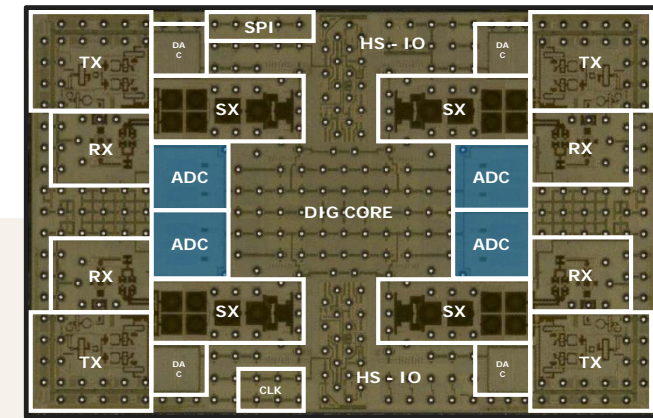 SPI
HS - IO
TX
DA
C
DA
C
TX
SX
SX
RX
RX
ADC
ADC
DIG CORE
ADC
ADC
RX
RX
SX
SX
TX
DA
C
HS - IO
DA
C
TX
CLK